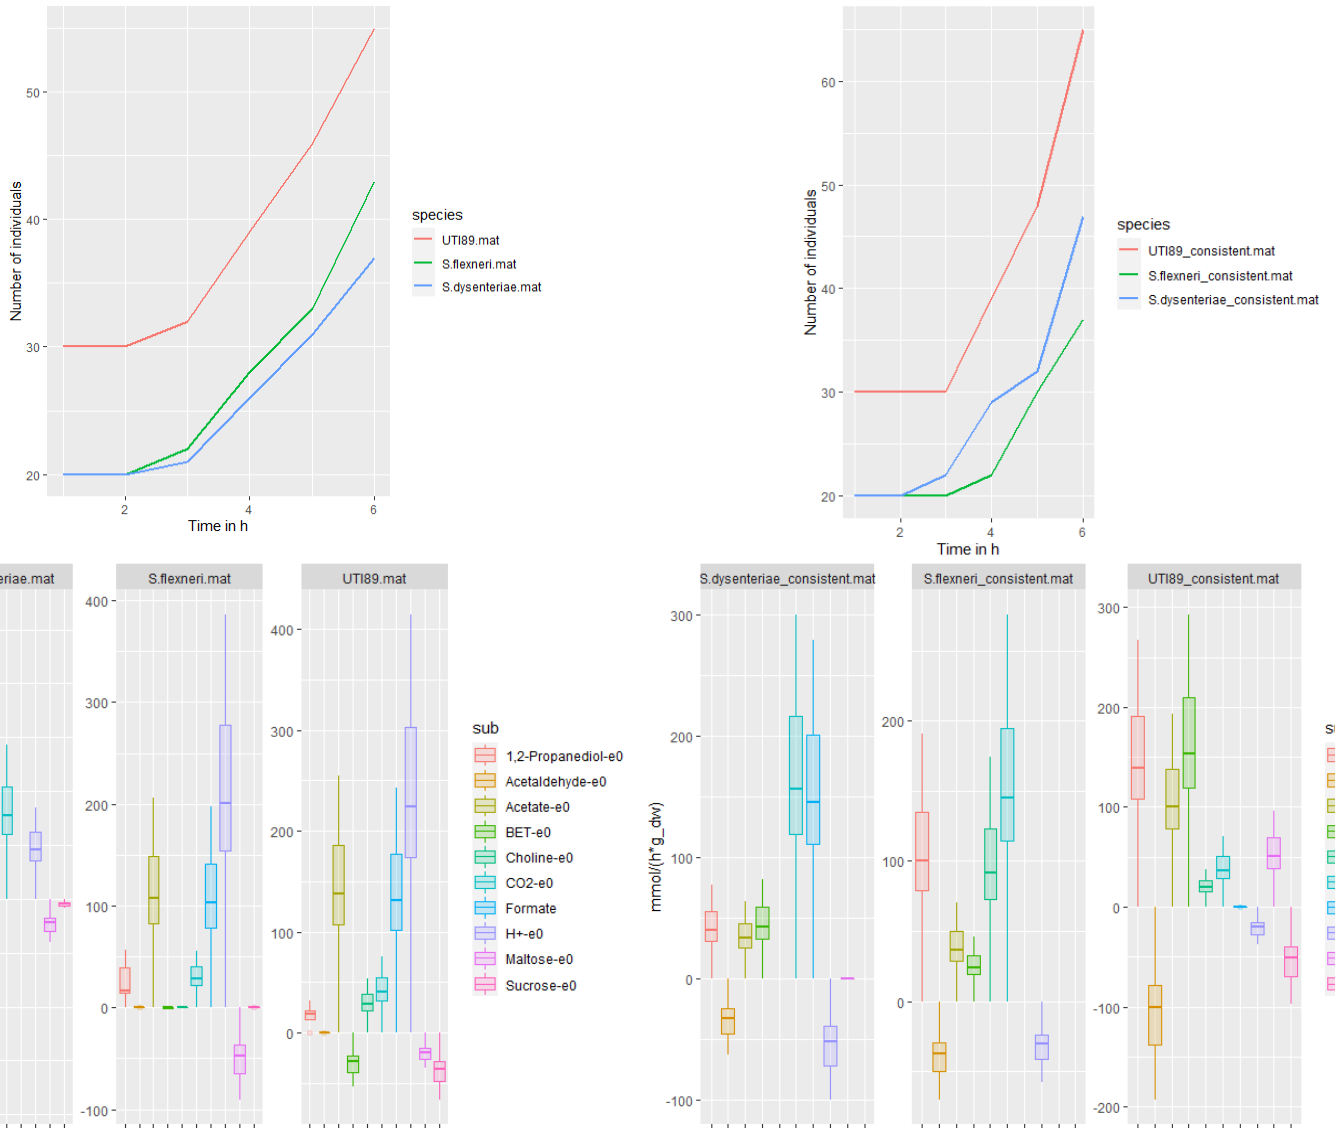 50
40
30
20
2
4
6
Number of individuals
Time in h
species
UTI89.mat
S.flexneri.mat
S.dysenteriae.mat
60
50
40
30
20
2
4
6
Number of individuals
Time in h
species
UTI89_consistent.mat
S.flexneri_consistent.mat
S.dysenteriae_consistent.mat
eriae.mat
S.flexneri.mat
UTI89.mat
400
300
200
100
0
-100
400
300
200
100
0
sub
1,2-Propanediol-e0
Acetaldehyde-e0
Acetate-e0
BET-e0
Choline-e0
CO2-e0
Formate
H+-e0
Maltose-e0
Sucrose-e0
mmol/(h*g_dw)
S.dysenteriae_consistent.mat
S.flexneri_consistent.mat
UTI89_consistent.mat
300
200
100
0
-100
200
100
0
300
200
100
0
-100
-200